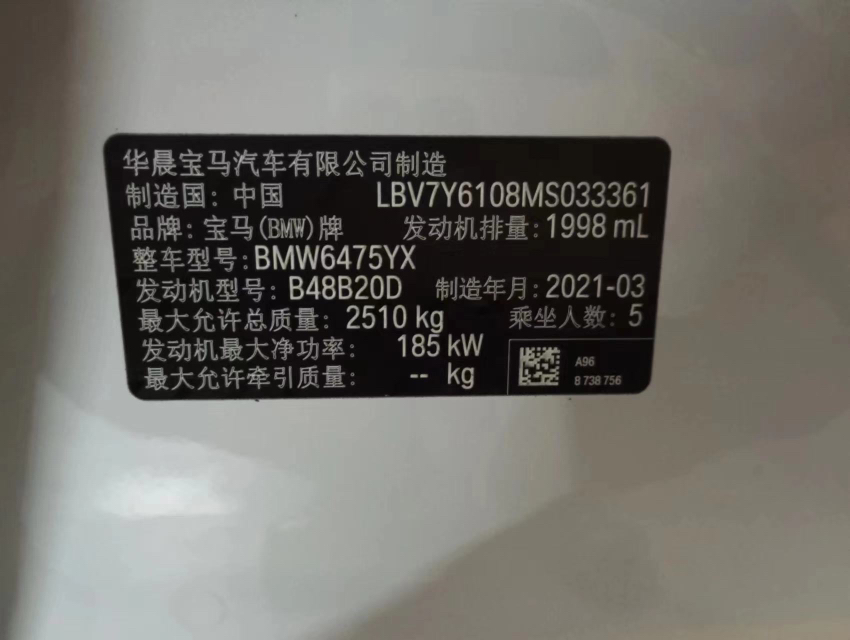 华晨宝马汽车有限公司制造
制造国: 中国 LBV7Y6108MS033361
品牌: 宝马(BMW)牌 发动机排量: 1998 mL
整车型号: BMW6475YX
发动机型号: B48B20D 制造年月: 2021-03
最大允许总质量: 2510 kg 乘坐人数: 5
发动机最大净功率: 185 kW
最大允许牵引质量: -- kg
A96
8 738 756